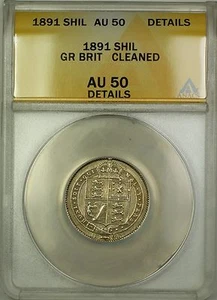 1891 SHIL AU 50 DETAILS
1891 SHIL
GR BRIT CLEANED
AU 50
DETAILS